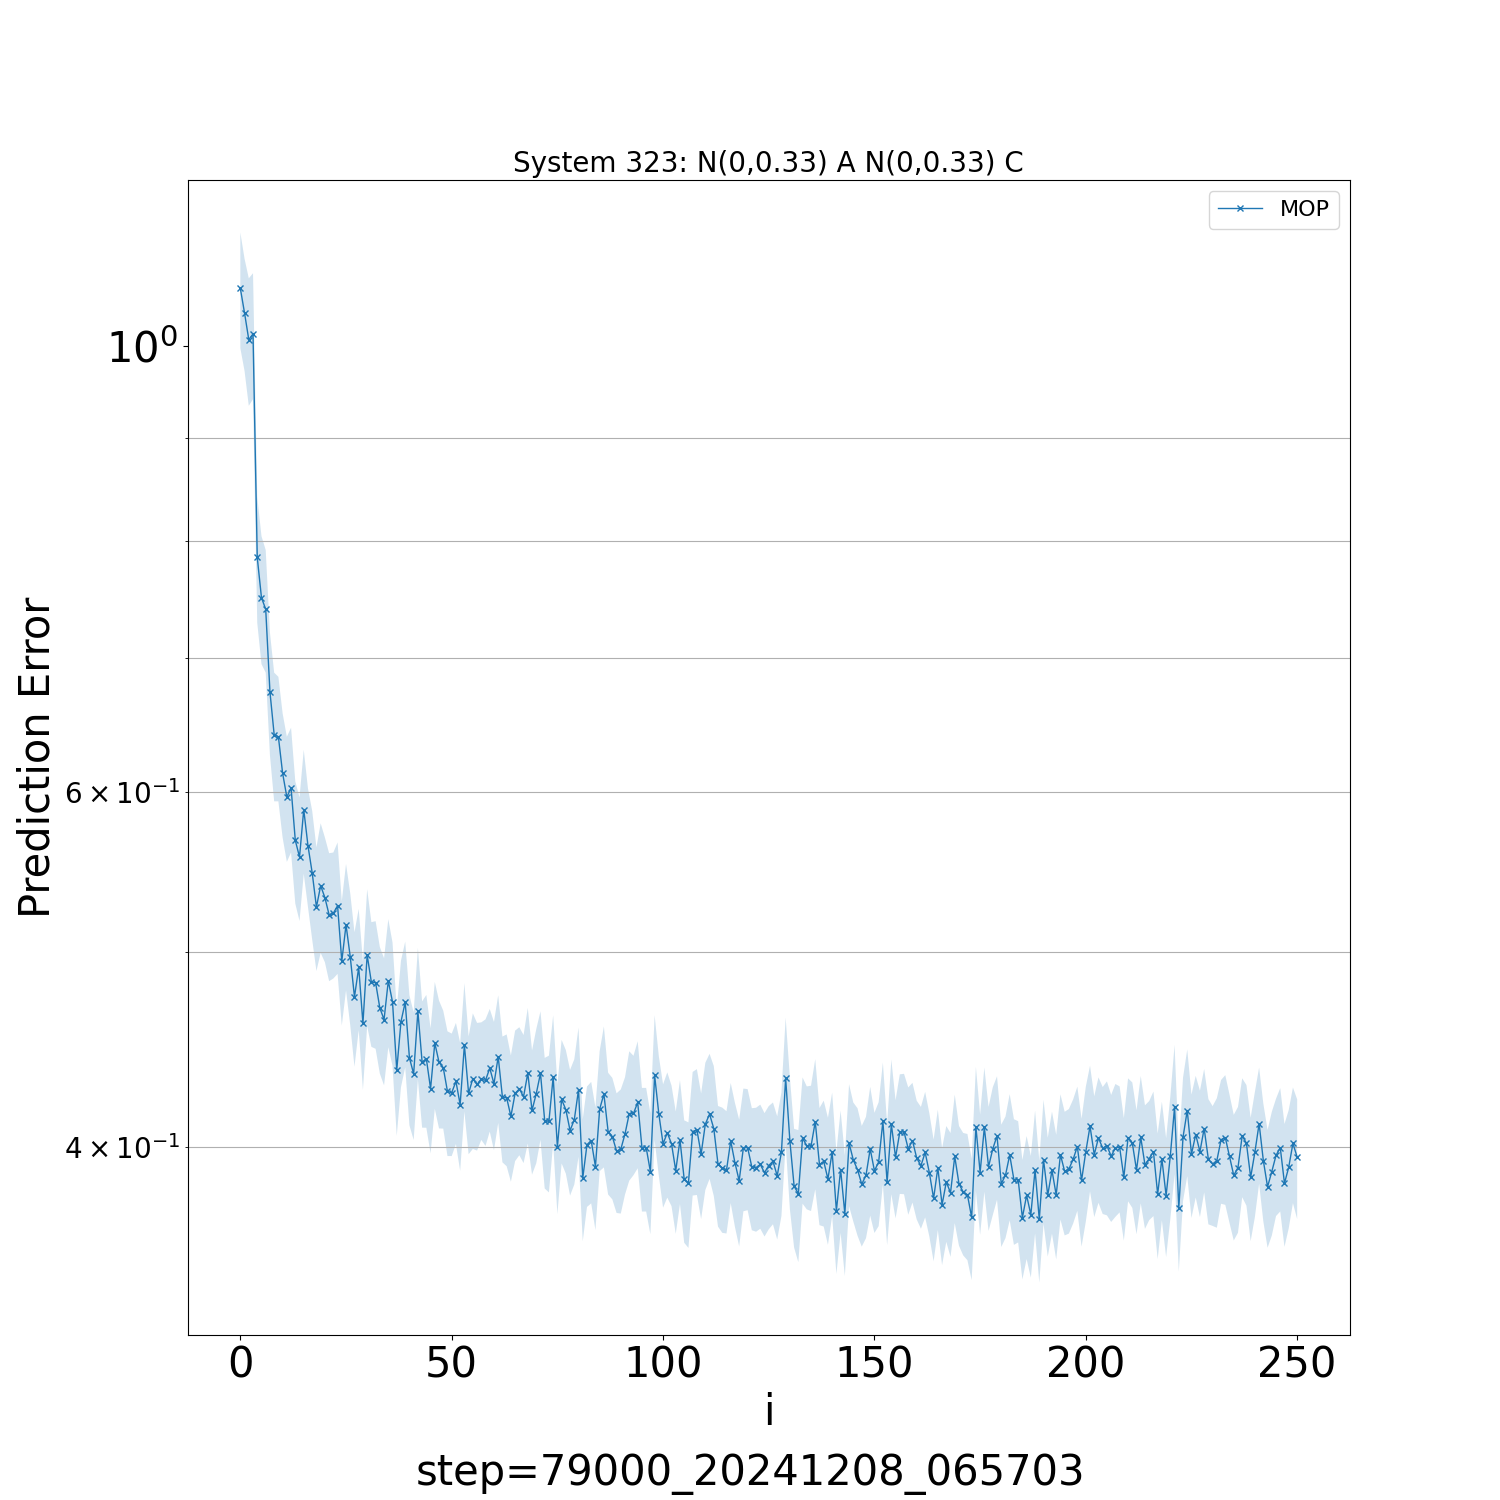 System 323: N(0,0.33) A N(0,0.33) C
MOP
10⁰
6 × 10⁻¹
4 × 10⁻¹
Prediction Error
0 50 100 150 200 250
i
step=79000_20241208_065703